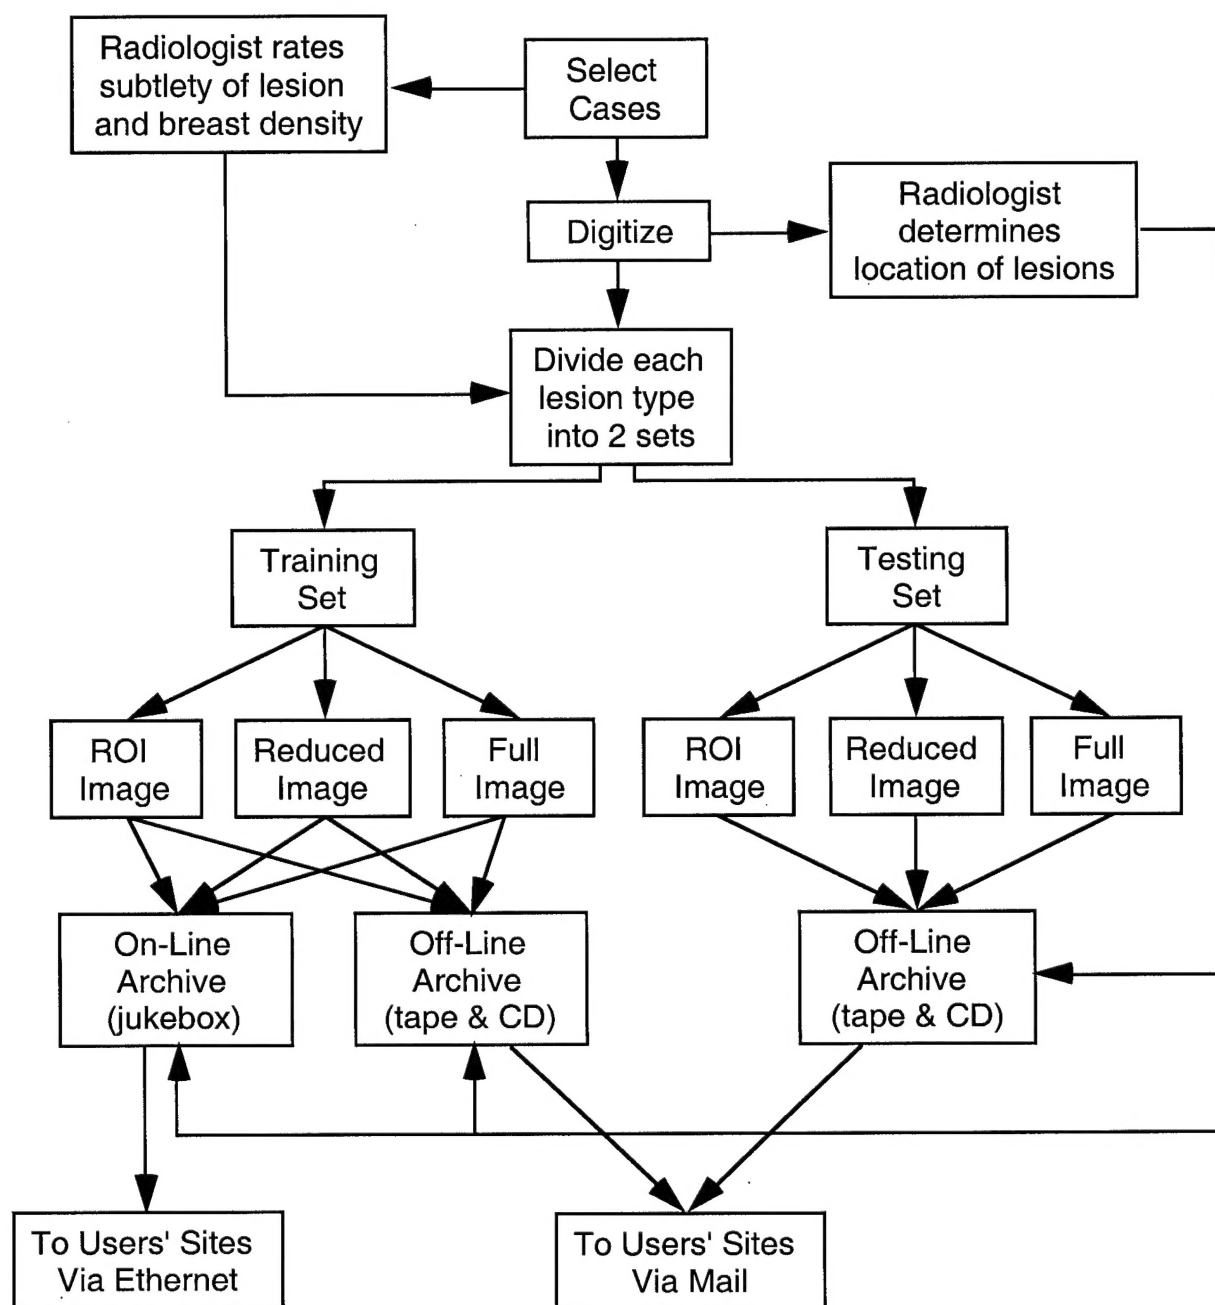 Radiologist rates
subtlety of lesion
and breast density
Select
Cases
Radiologist
determines
location of lesions
Digitize
Divide each
lesion type
into 2 sets
Training
Set
Testing
Set
ROI
Image
Reduced
Image
Full
Image
ROI
Image
Reduced
Image
Full
Image
On-Line
Archive
(jukebox)
Off-Line
Archive
(tape & CD)
Off-Line
Archive
(tape & CD)
To Users' Sites
Via Ethernet
To Users' Sites
Via Mail